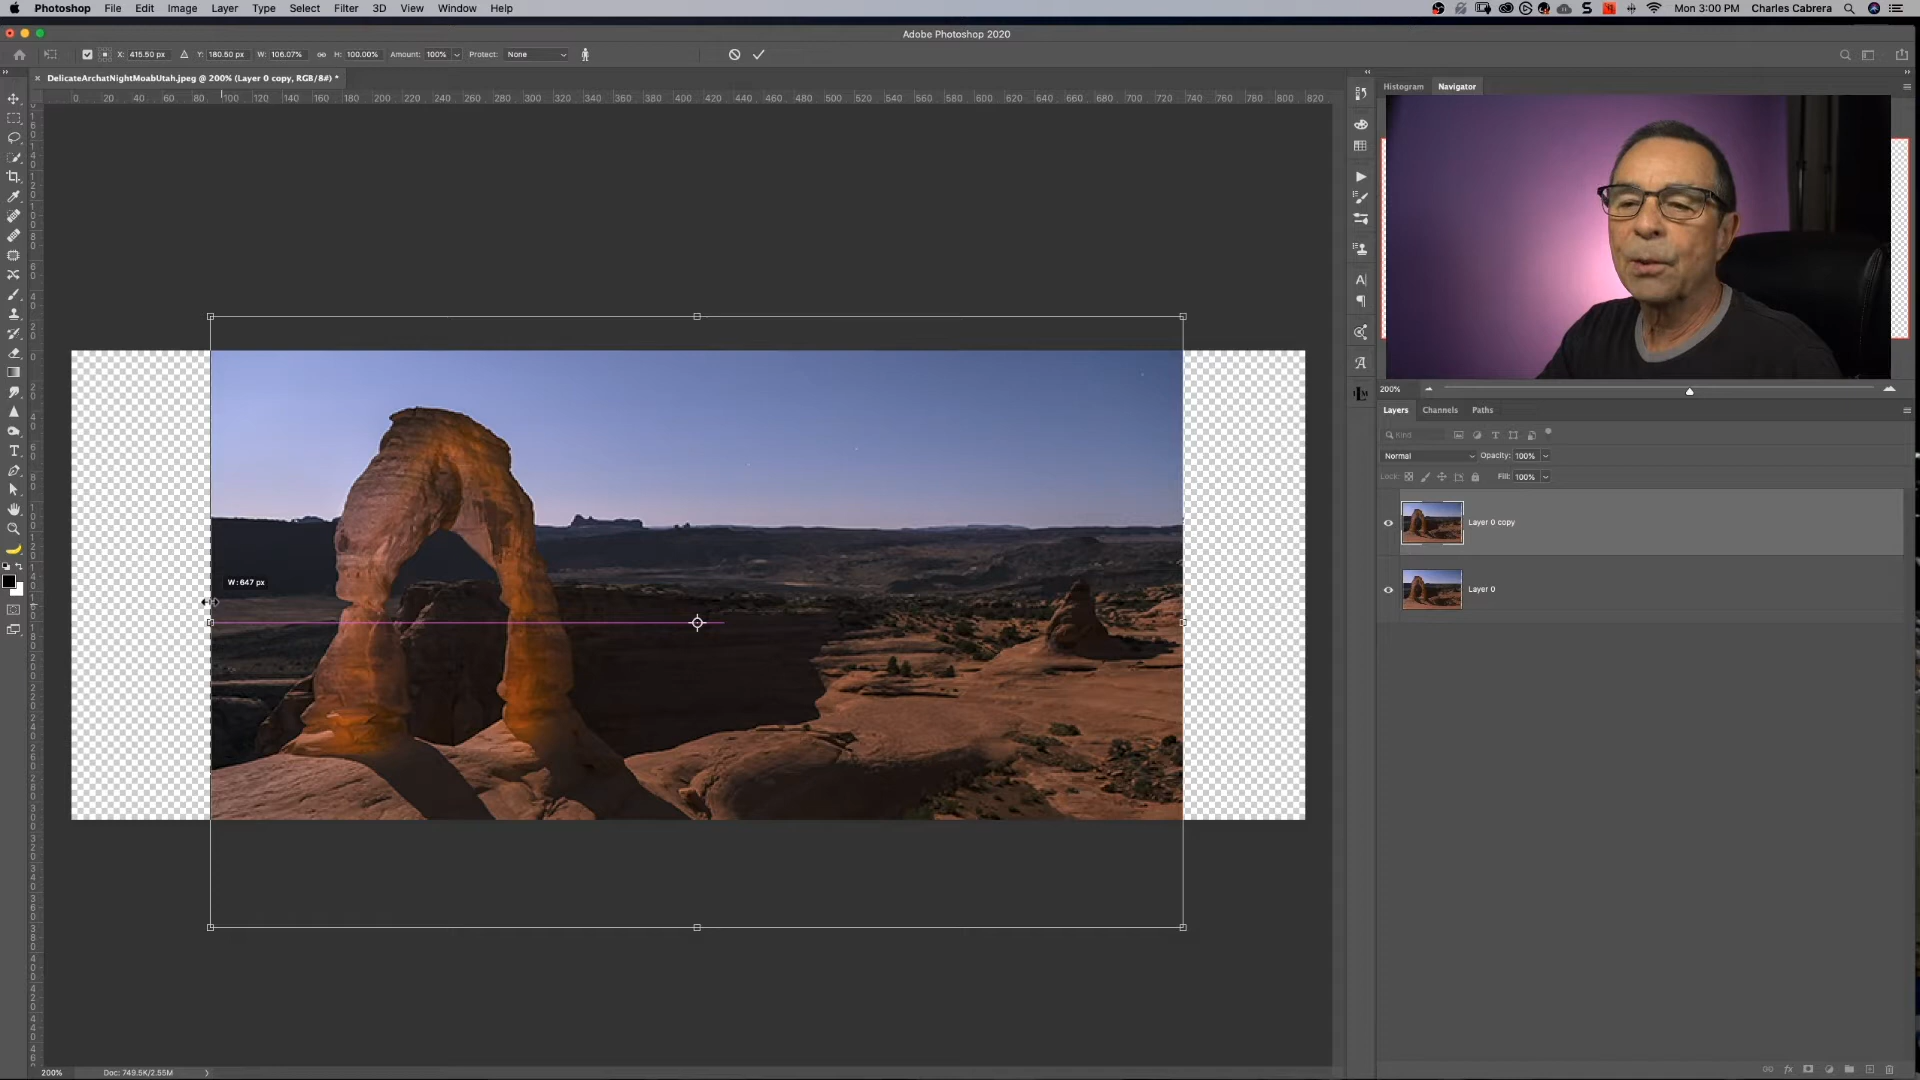 Photoshop File Edit Image Layer Type Select Filter 3D View Window Help
Mon 3:00 PM Charles Cabrera
Adobe Photoshop 2020
X: 415.50 px Y: 180.50 px W: 106.07% H: 100.00% Amount: 100% Protect: None
DelicateArchatNightMoabUtah.jpeg @ 200% (Layer 0 copy, RGB/8#) *
0 20 40 60 80 100 120 140 160 180 200 220 240 260 280 300 320 340 360 380 400 420 440 460 480 500 520 540 560 580 600 620 640 660 680 700 720 740 760 780 800 820
Histogram Navigator
200%
Layers Channels Paths
Kind
Normal Opacity: 100%
Lock: Fill: 100%
Layer 0 copy
W: 647 px
Layer 0
200% Doc: 749.5K/2.55M
fx